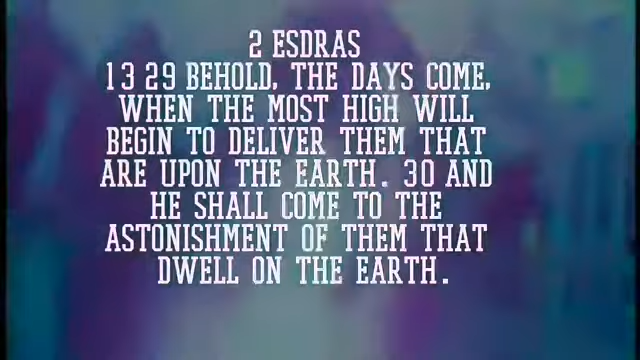 2 ESDRAS
13 29 BEHOLD, THE DAYS COME,
WHEN THE MOST HIGH WILL
BEGIN TO DELIVER THEM THAT
ARE UPON THE EARTH. 30 AND
HE SHALL COME TO THE
ASTONISHMENT OF THEM THAT
DWELL ON THE EARTH.